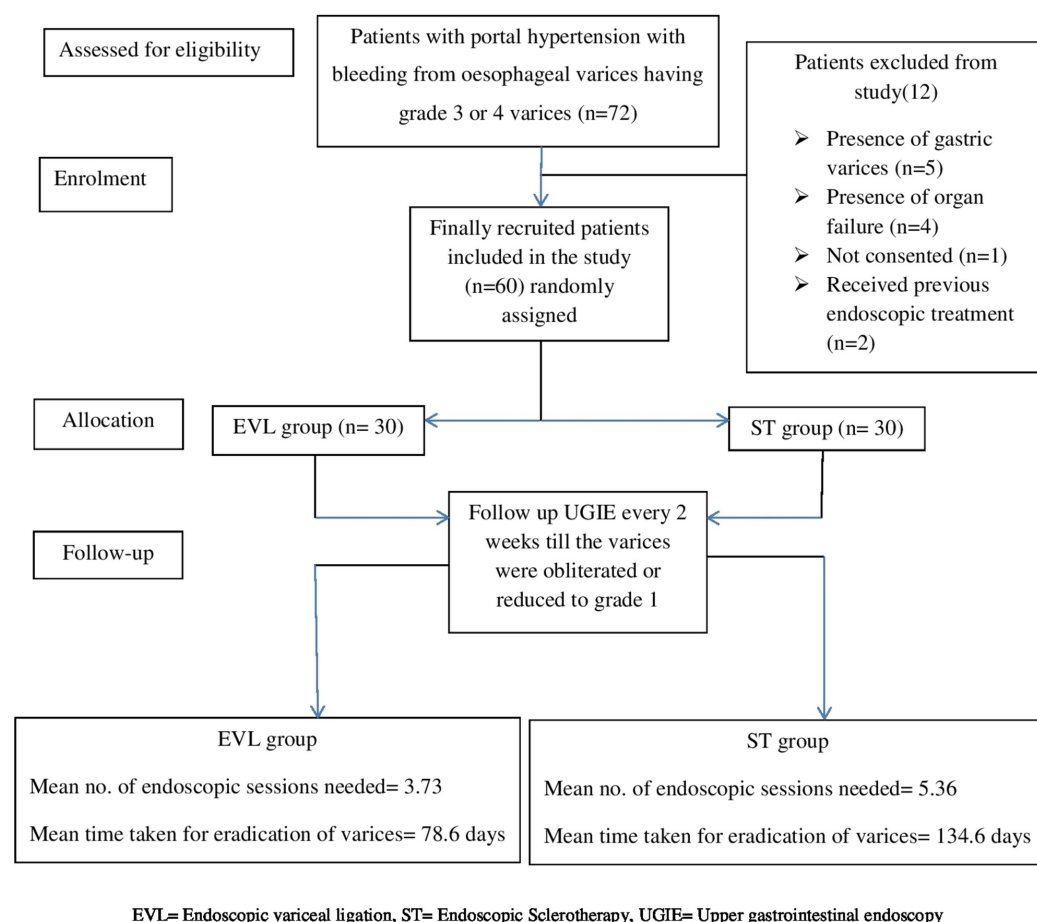 Assessed for eligibility
Patients with portal hypertension with
bleeding from oesophageal varices having
grade 3 or 4 varices (n=72)
Patients excluded from
study(12)
➢ Presence of gastric
varices (n=5)
➢ Presence of organ
failure (n=4)
➢ Not consented (n=1)
➢ Received previous
endoscopic treatment
(n=2)
Enrolment
Finally recruited patients
included in the study
(n=60) randomly
assigned
Allocation
EVL group (n= 30)
ST group (n= 30)
Follow-up
Follow up UGIE every 2
weeks till the varices
were obliterated or
reduced to grade 1
EVL group
Mean no. of endoscopic sessions needed= 3.73
Mean time taken for eradication of varices= 78.6 days
ST group
Mean no. of endoscopic sessions needed= 5.36
Mean time taken for eradication of varices= 134.6 days
EVL= Endoscopic variceal ligation, ST= Endoscopic Sclerotherapy, UGIE= Upper gastrointestinal endoscopy